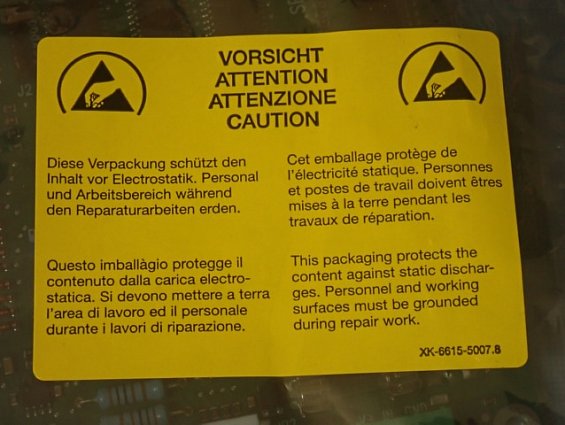 VORSICHT
ATTENTION
ATTENZIONE
CAUTION
Diese Verpackung schützt den
Inhalt vor Electrostatik. Personal
und Arbeitsbereich während
den Reparaturarbeiten erden.
Cet emballage protège de
l'électricité statique. Personnes
et postes de travail doivent êtres
mises à la terre pendant les
travaux de réparation.
Questo imballàgio protegge il
contenuto dalla carica electro-
statica. Si devono mettere a terra
l'area di lavoro ed il personale
durante i lavori di riparazione.
This packaging protects the
content against static dischar-
ges. Personnel and working
surfaces must be grounded
during repair work.
XK-6615-5007.8
J2